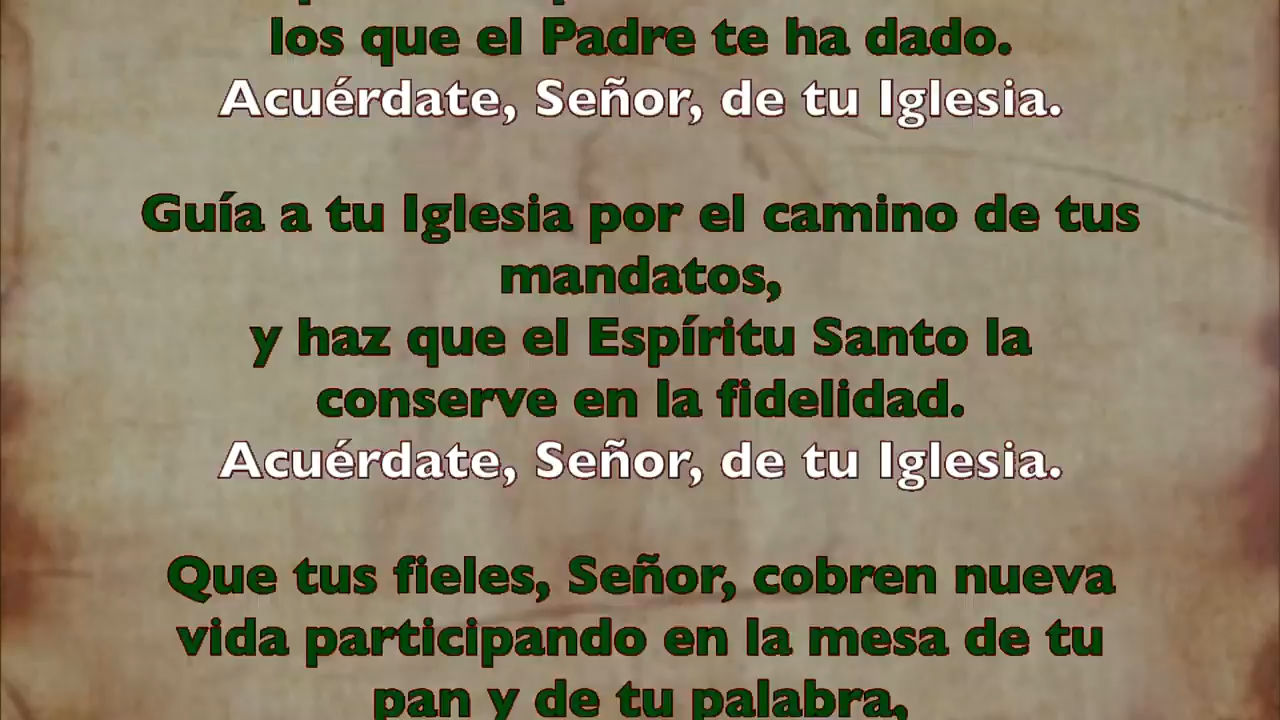 los que el Padre te ha dado.
Acuérdate, Señor, de tu Iglesia.
Guía a tu Iglesia por el camino de tus
mandatos,
y haz que el Espíritu Santo la
conserve en la fidelidad.
Acuérdate, Señor, de tu Iglesia.
Que tus fieles, Señor, cobren nueva
vida participando en la mesa de tu
pan y de tu palabra,